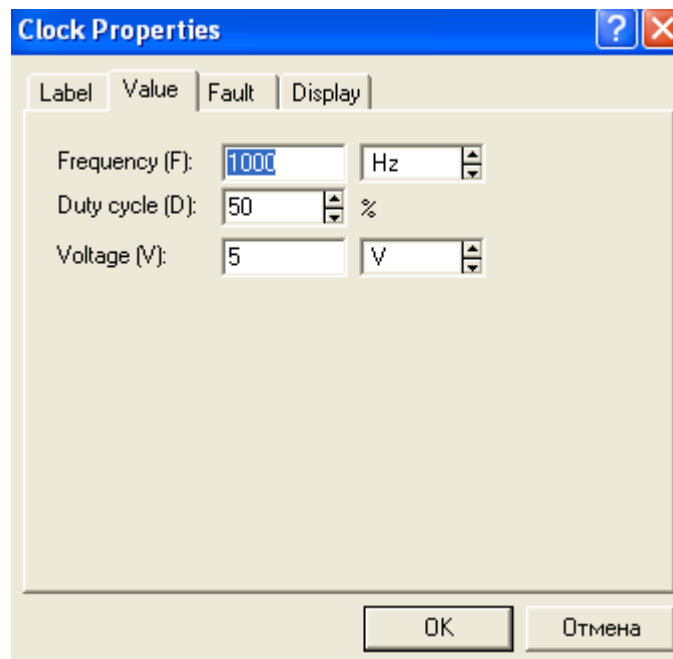 Clock Properties ?
Label Value Fault Display
Frequency (F): 1000 Hz
Duty cycle (D): 50 %
Voltage (V): 5 V
OK Отмена